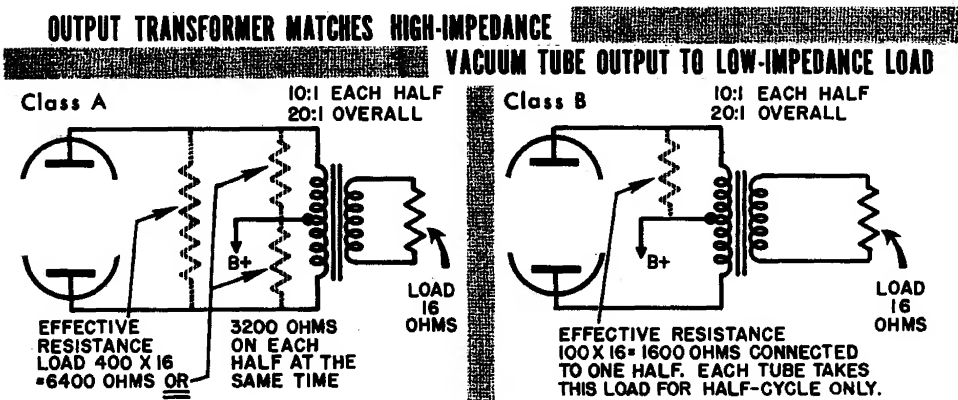 OUTPUT TRANSFORMER MATCHES HIGH-IMPEDANCE
VACUUM TUBE OUTPUT TO LOW-IMPEDANCE LOAD
Class A
10:1 EACH HALF
20:1 OVERALL
B+
LOAD
16
OHMS
EFFECTIVE
RESISTANCE
LOAD 400 X 16
=6400 OHMS OR
3200 OHMS
ON EACH
HALF AT THE
SAME TIME
Class B
10:1 EACH HALF
20:1 OVERALL
B+
LOAD
16
OHMS
EFFECTIVE RESISTANCE
100 X 16= 1600 OHMS CONNECTED
TO ONE HALF. EACH TUBE TAKES
THIS LOAD FOR HALF-CYCLE ONLY.